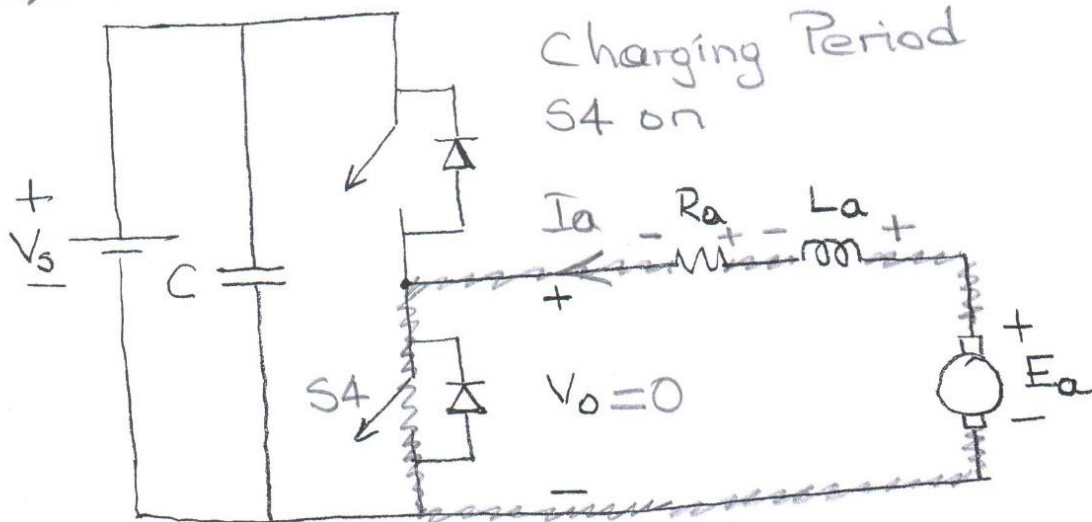 Charging Period
S4 on
+
Vs
−
C
Ia
− Ra +
− La +
+
S4
Vo = 0
−
+
Ea
−